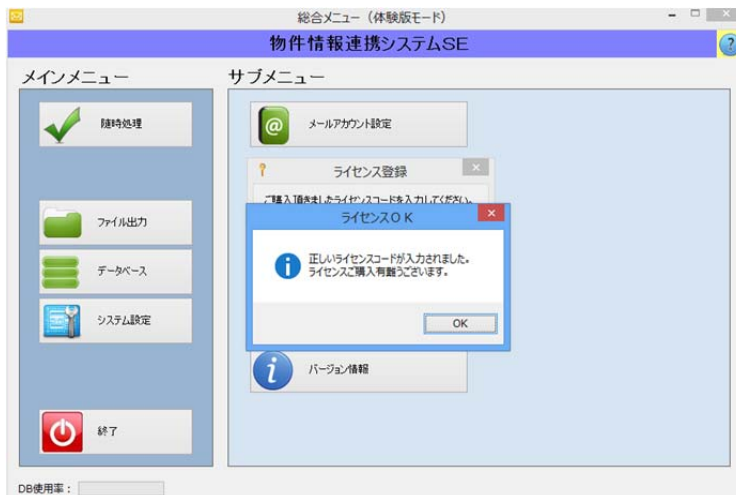 総合メニュー（体験版モード）
物件情報連携システムSE
メインメニュー
サブメニュー
随時処理
メールアカウント設定
ライセンス登録
ご購入頂きましたライセンスコードを入力してください。
ライセンスOK
正しいライセンスコードが入力されました。
ライセンスご購入有難うございます。
OK
ファイル出力
データベース
システム設定
バージョン情報
終了
DB使用率：